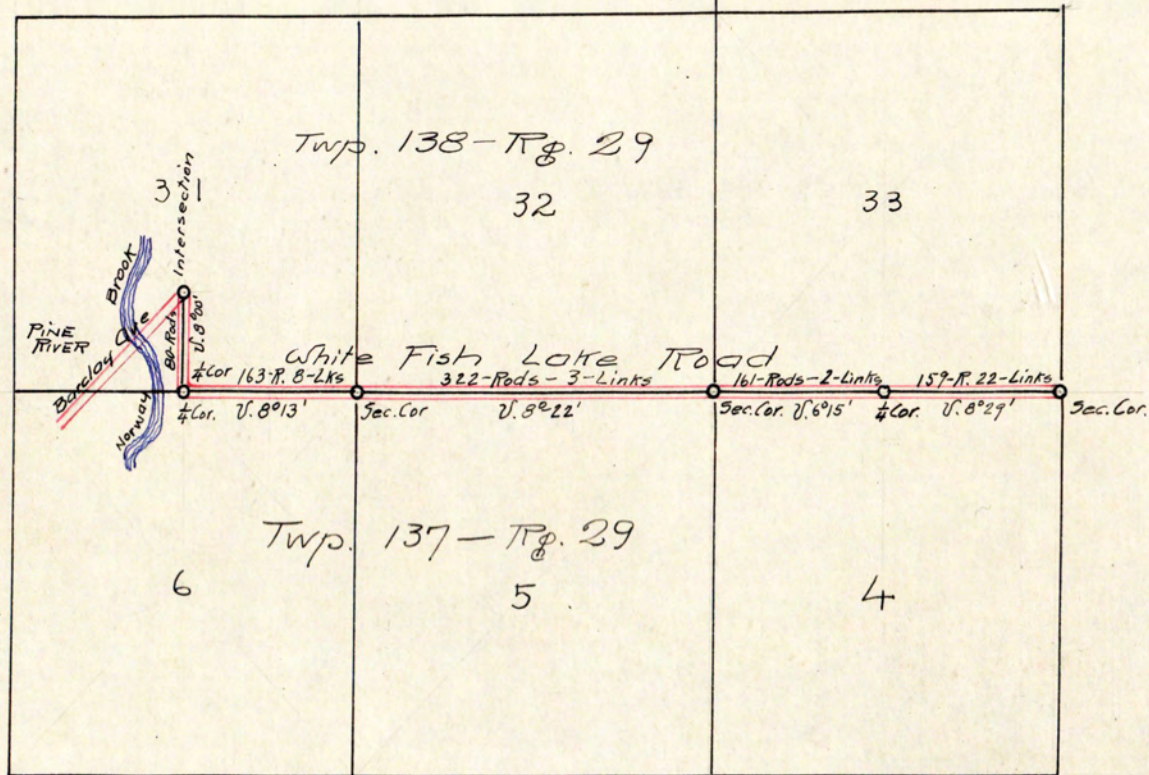 Twp. 138 – Rg. 29
31
32
33
Intersection
Brook
PINE
RIVER
Barclay Ave
Norway
80-Rods
V. 8°00'
White Fish Lake Road
¼ Cor
163-R. 8-Lks
322-Rods-3-Links
161-Rods-2-Links
159-R. 22-Links
¼ Cor.
V. 8°13'
Sec. Cor
V. 8°22'
Sec. Cor.
V. 6°15'
¼ Cor.
V. 8°29'
Sec. Cor.
Twp. 137 – Rg. 29
6
5
4